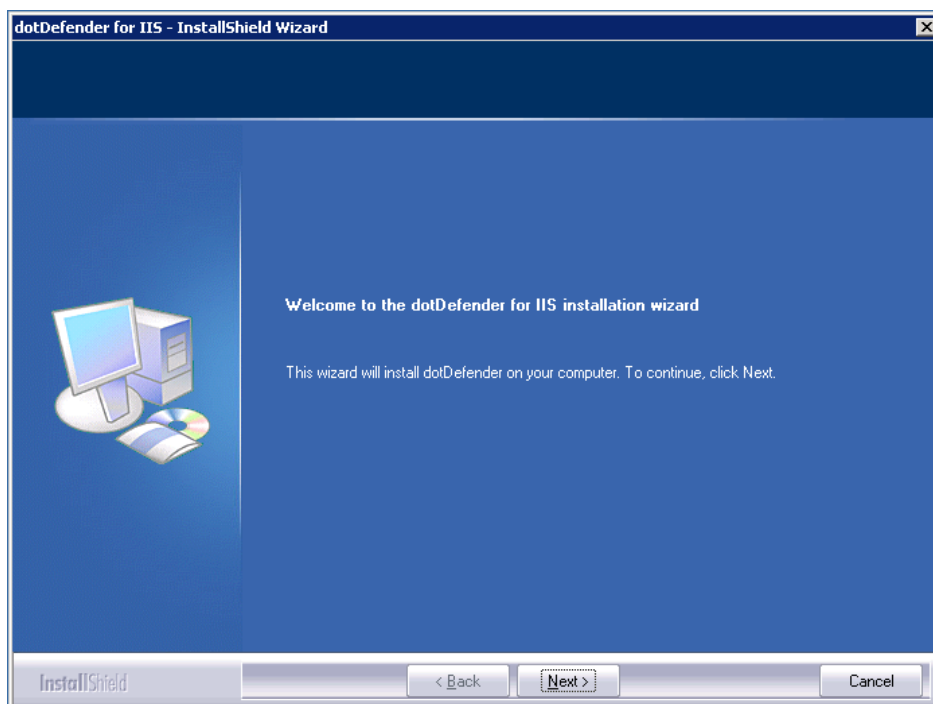 dotDefender for IIS - InstallShield Wizard
Welcome to the dotDefender for IIS installation wizard
This wizard will install dotDefender on your computer. To continue, click Next.
InstallShield
< Back
Next >
Cancel